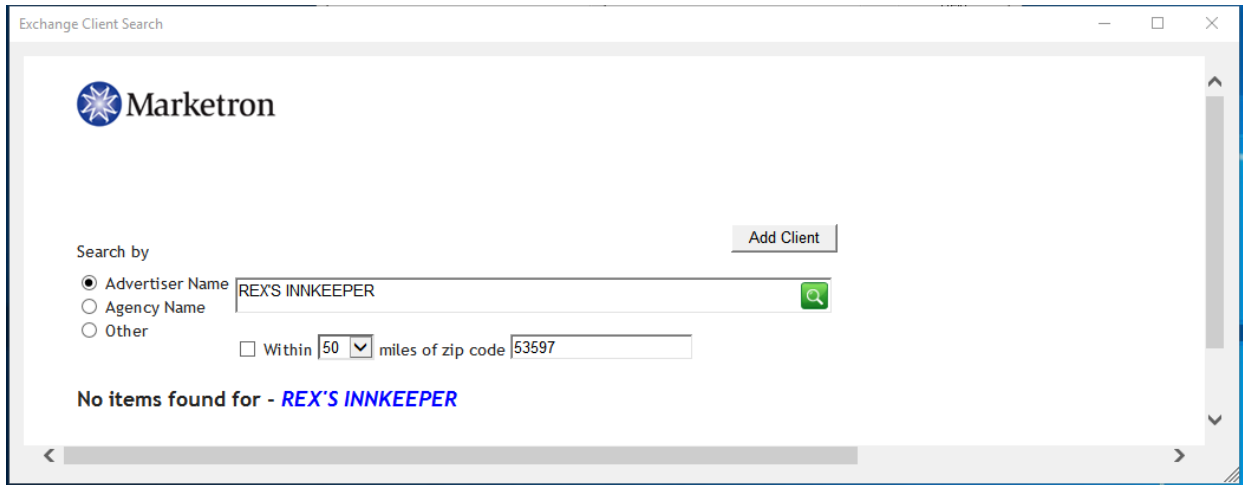 Exchange Client Search
Marketron
Add Client
Search by
Advertiser Name
REX'S INNKEEPER
Agency Name
Other
Within 50 miles of zip code 53597
No items found for - REX'S INNKEEPER